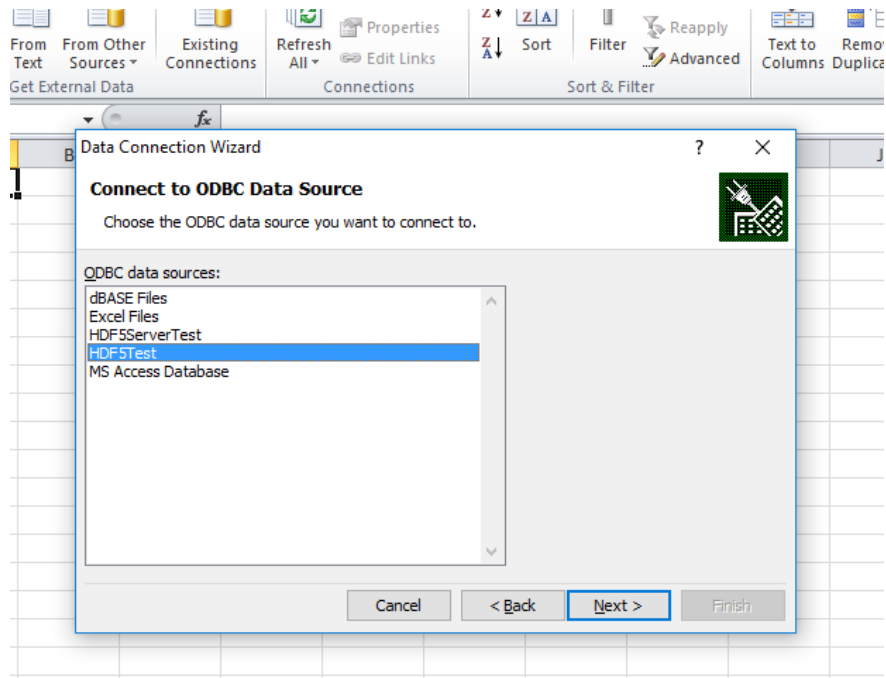 Properties
Edit Links
From Text
From Other Sources
Existing Connections
Refresh All
Z A
Z A
Sort
Filter
Reapply
Advanced
Text to Columns
Get External Data
Connections
Sort & Filter
fx
B
J
Data Connection Wizard
?
Connect to ODBC Data Source
Choose the ODBC data source you want to connect to.
ODBC data sources:
dBASE Files
Excel Files
HDF5ServerTest
HDF5Test
MS Access Database
Cancel
< Back
Next >
Finish